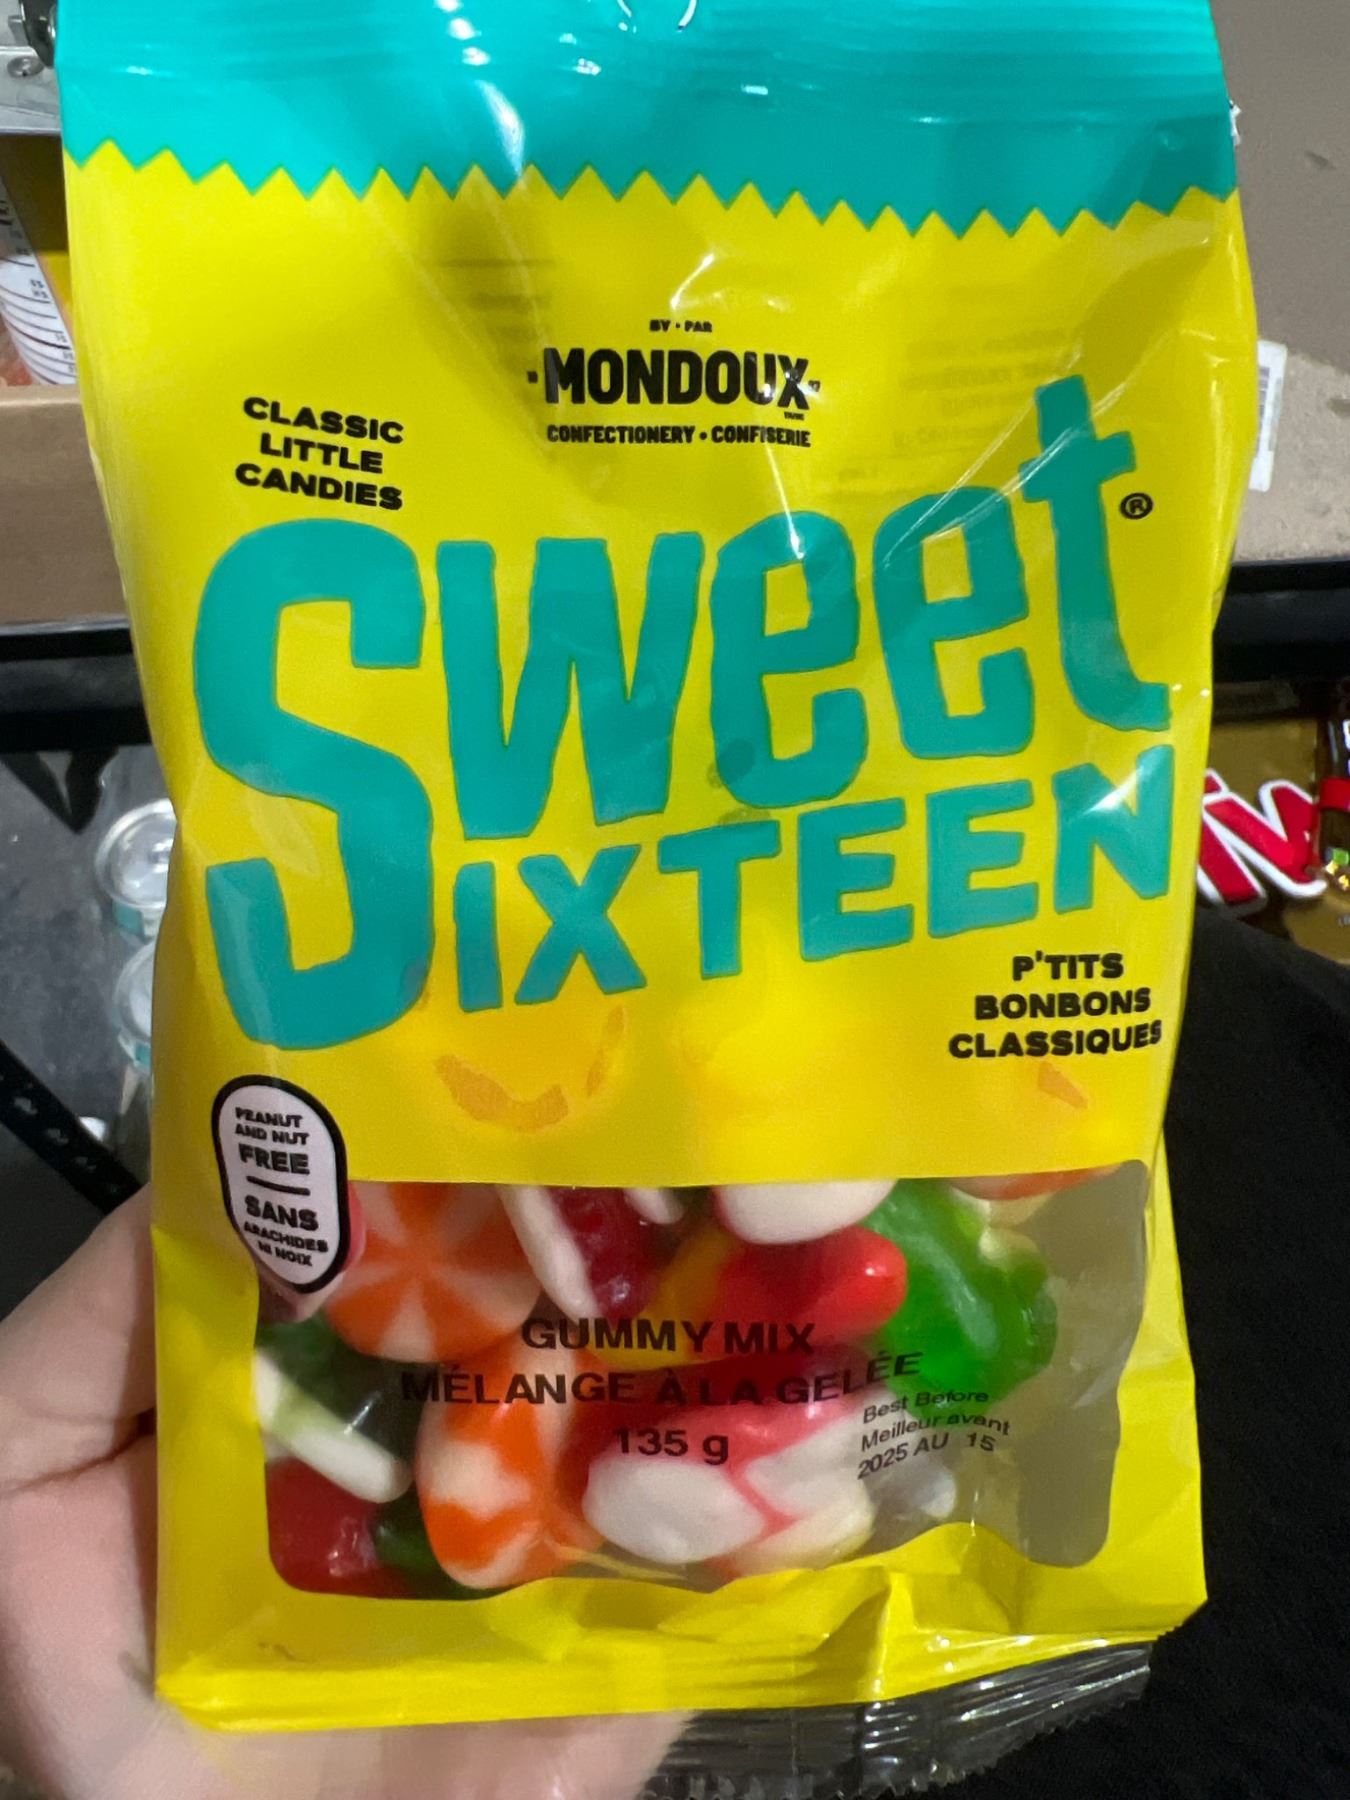 BY • PAR
•MONDOUX•
CONFECTIONERY • CONFISERIE
CLASSIC
LITTLE
CANDIES
Sweet®
SIXTEEN
P'TITS
BONBONS
CLASSIQUES
PEANUT
AND NUT
FREE
SANS
ARACHIDES
NI NOIX
GUMMY MIX
MÉLANGE À LA GELÉE
135 g
Best Before
Meilleur avant
2025 AU 15